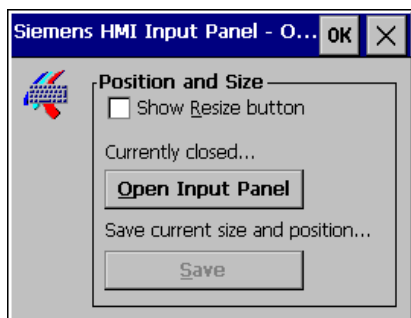 Siemens HMI Input Panel - O... OK
Position and Size
Show Resize button
Currently closed...
Open Input Panel
Save current size and position...
Save